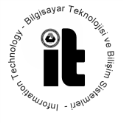 Bilgisayar Teknolojisi ve Bilişim Sistemleri - Information Technology -
it